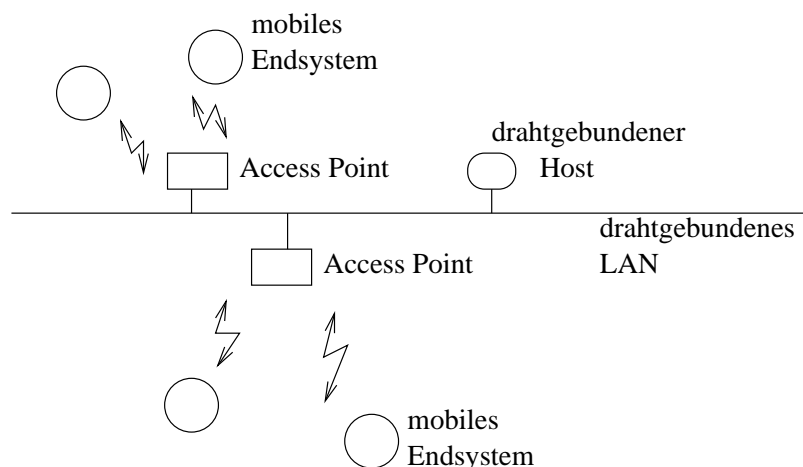 mobiles
Endsystem
drahtgebundener
Host
Access Point
drahtgebundenes
LAN
Access Point
mobiles
Endsystem